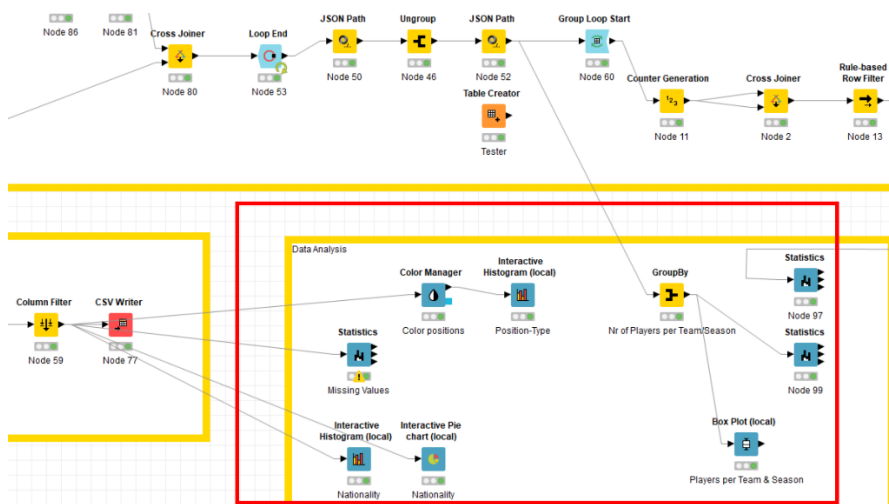 Node 86
Node 81
Cross Joiner
Node 80
Loop End
Node 53
JSON Path
Node 50
Ungroup
Node 46
JSON Path
Node 52
Group Loop Start
Node 60
Table Creator
Tester
Counter Generation
1 2 3
Node 11
Cross Joiner
Node 2
Rule-based
Row Filter
Node 13
Column Filter
Node 59
CSV Writer
Node 77
Data Analysis
Color Manager
Color positions
Interactive
Histogram (local)
Position-Type
GroupBy
Nr of Players per Team/Season
Statistics
Node 97
Statistics
Missing Values
Statistics
Node 99
Interactive
Histogram (local)
Nationality
Interactive Pie
chart (local)
Nationality
Box Plot (local)
Players per Team & Season